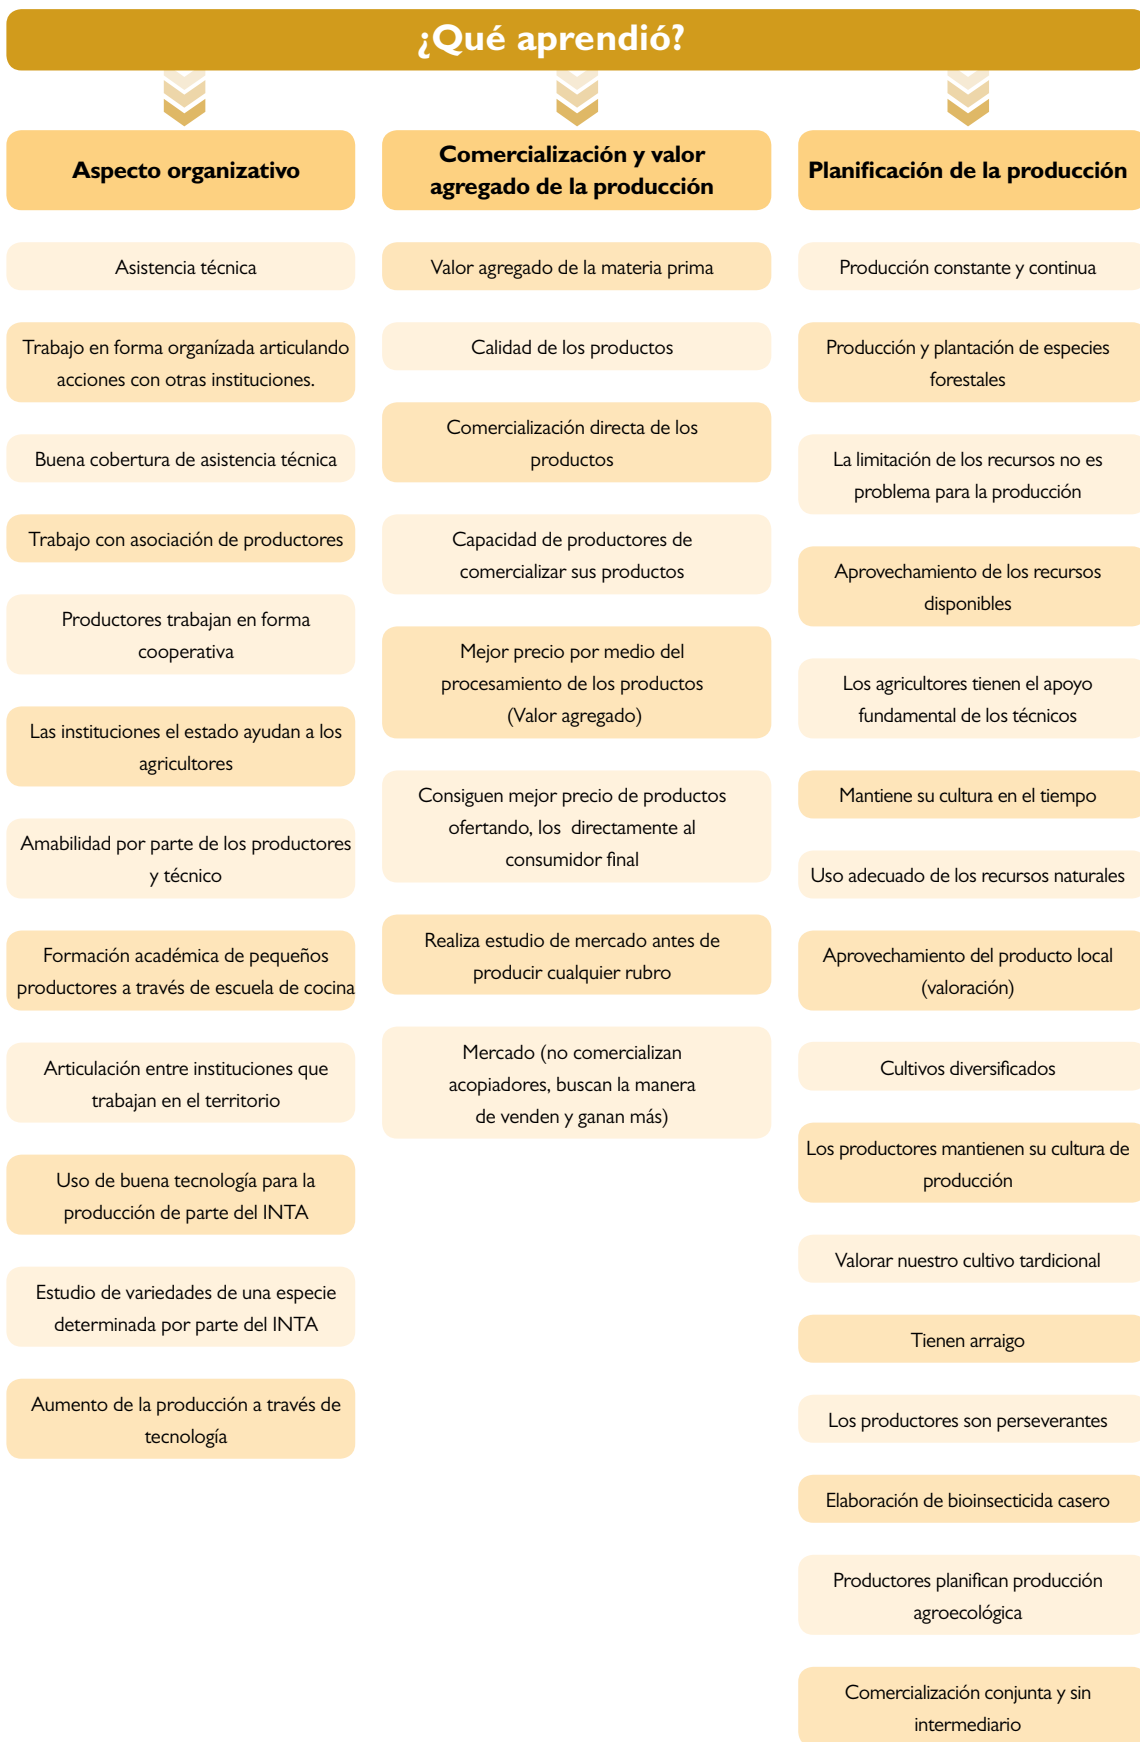 ¿Qué aprendió?
Aspecto organizativo
Asistencia técnica
Trabajo en forma organízada articulando
acciones con otras instituciones.
Buena cobertura de asistencia técnica
Trabajo con asociación de productores
Productores trabajan en forma
cooperativa
Las instituciones el estado ayudan a los
agricultores
Amabilidad por parte de los productores
y técnico
Formación académica de pequeños
productores a través de escuela de cocina
Articulación entre instituciones que
trabajan en el territorio
Uso de buena tecnología para la
producción de parte del INTA
Estudio de variedades de una especie
determinada por parte del INTA
Aumento de la producción a través de
tecnología
Comercialización y valor
agregado de la producción
Valor agregado de la materia prima
Calidad de los productos
Comercialización directa de los
productos
Capacidad de productores de
comercializar sus productos
Mejor precio por medio del
procesamiento de los productos
(Valor agregado)
Consiguen mejor precio de productos
ofertando, los directamente al
consumidor final
Realiza estudio de mercado antes de
producir cualquier rubro
Mercado (no comercializan
acopiadores, buscan la manera
de venden y ganan más)
Planificación de la producción
Producción constante y continua
Producción y plantación de especies
forestales
La limitación de los recursos no es
problema para la producción
Aprovechamiento de los recursos
disponibles
Los agricultores tienen el apoyo
fundamental de los técnicos
Mantiene su cultura en el tiempo
Uso adecuado de los recursos naturales
Aprovechamiento del producto local
(valoración)
Cultivos diversificados
Los productores mantienen su cultura de
producción
Valorar nuestro cultivo tardicional
Tienen arraigo
Los productores son perseverantes
Elaboración de bioinsecticida casero
Productores planifican producción
agroecológica
Comercialización conjunta y sin
intermediario